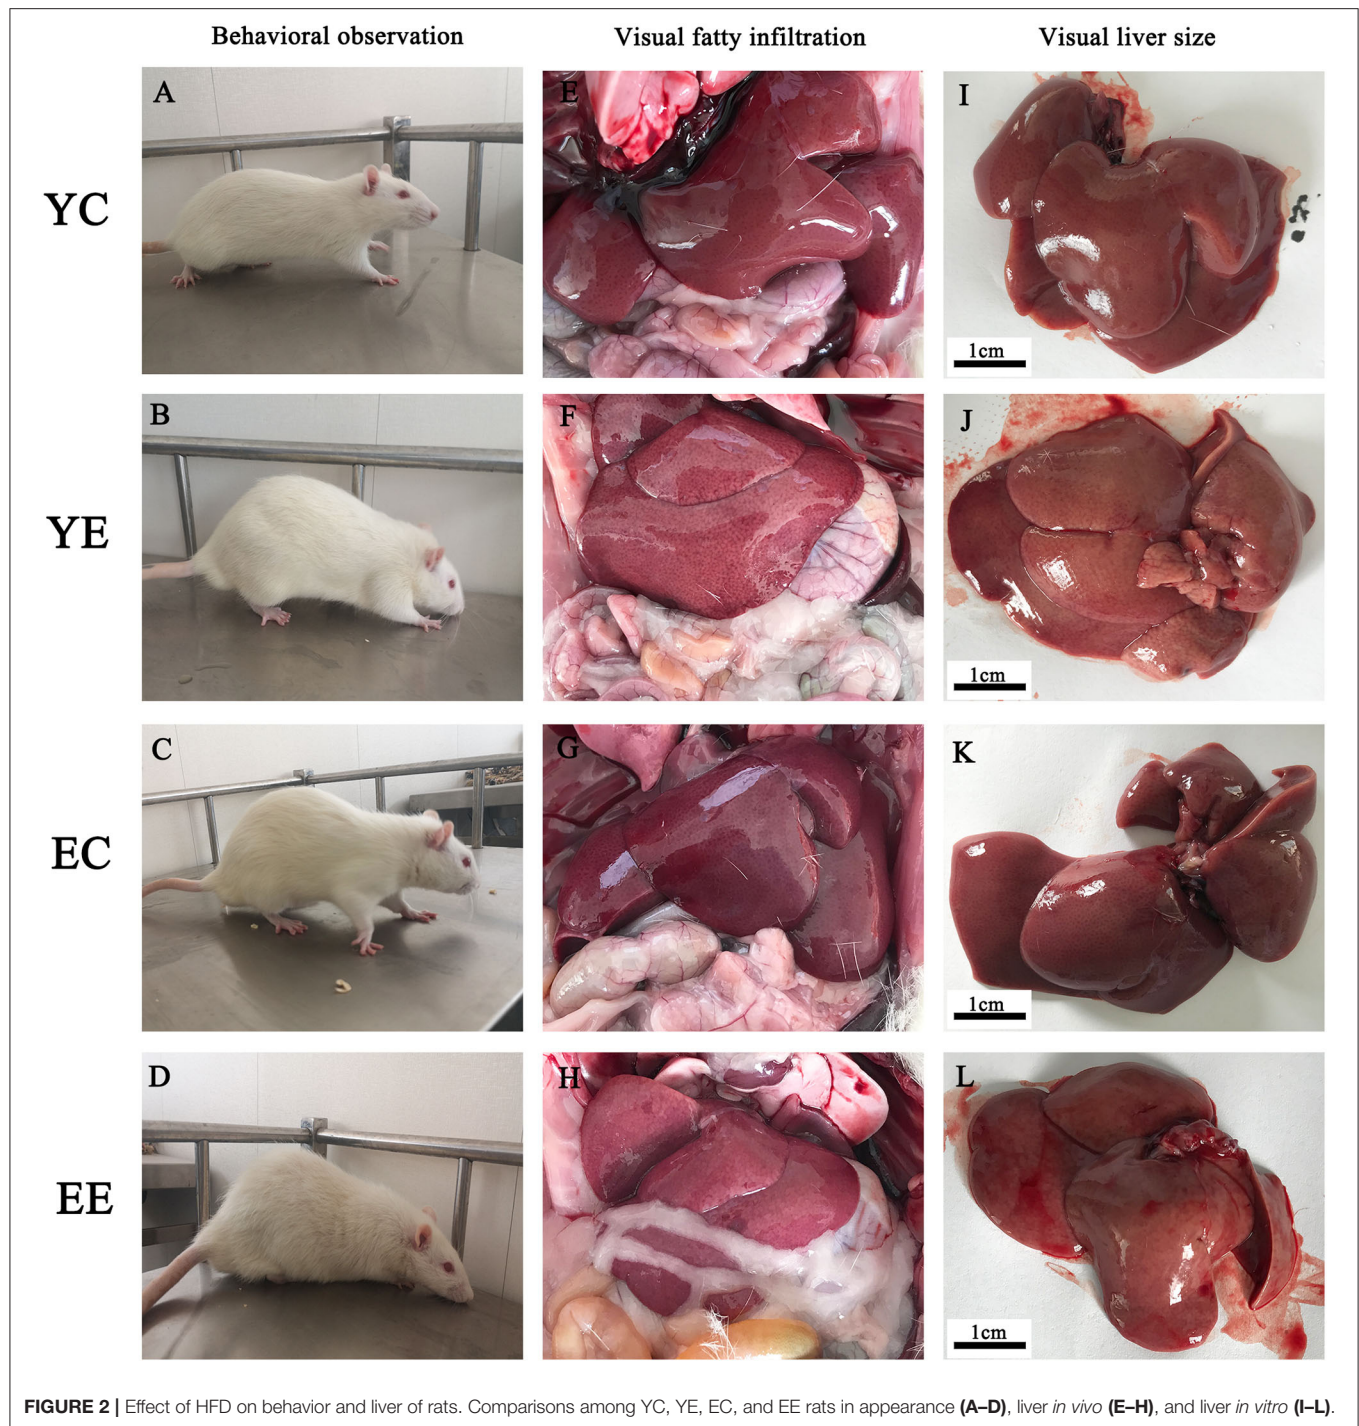 Behavioral observation Visual fatty infiltration Visual liver size
A E I
YC
1cm
B F J
YE
1cm
C G K
EC
1cm
D H L
EE
1cm
FIGURE 2 | Effect of HFD on behavior and liver of rats. Comparisons among YC, YE, EC, and EE rats in appearance (A–D), liver in vivo (E–H), and liver in vitro (I–L).